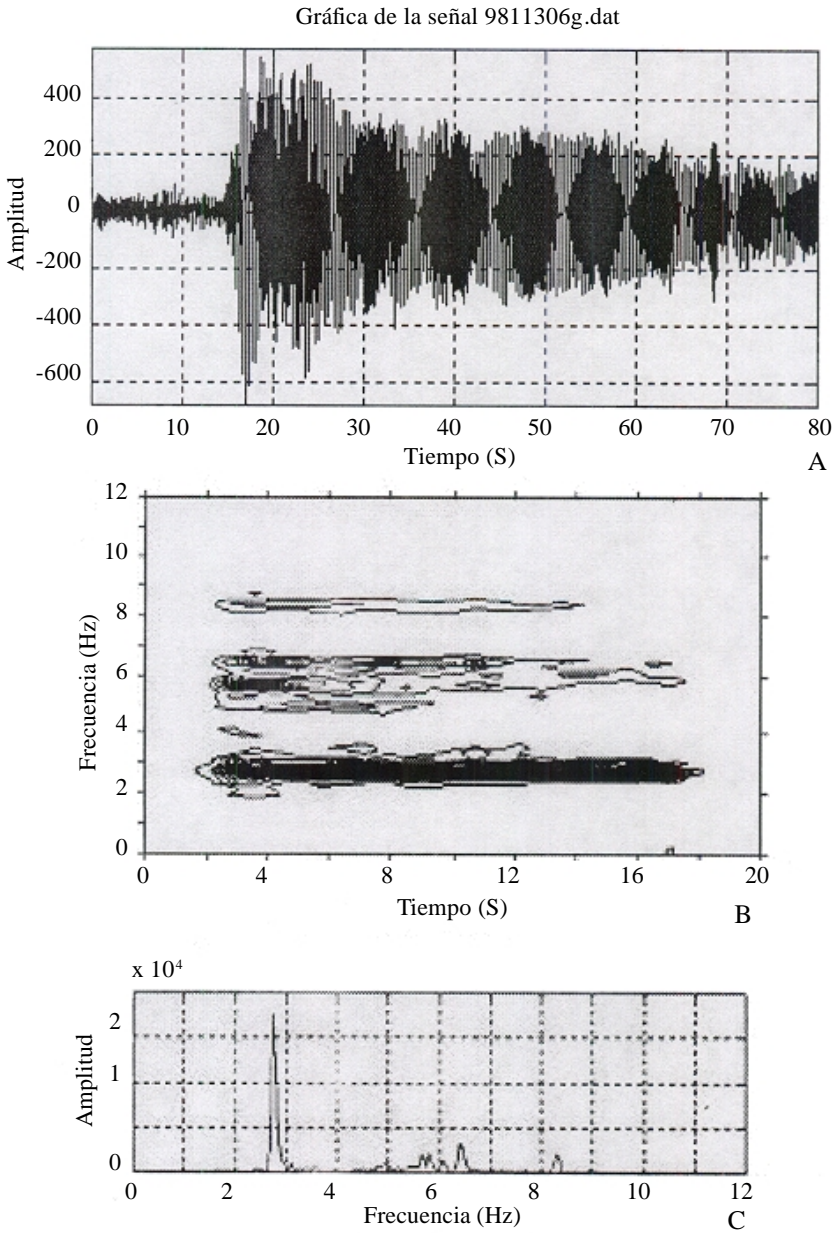 Gráfica de la señal 9811306g.dat
Amplitud
400
200
0
-200
-400
-600
0 10 20 30 40 50 60 70 80
Tiempo (S)
A
Frecuencia (Hz)
12
10
8
6
4
2
0
0 4 8 12 16 20
Tiempo (S)
B
x 10⁴
Amplitud
2
1
0
0 2 4 6 8 10 12
Frecuencia (Hz)
C